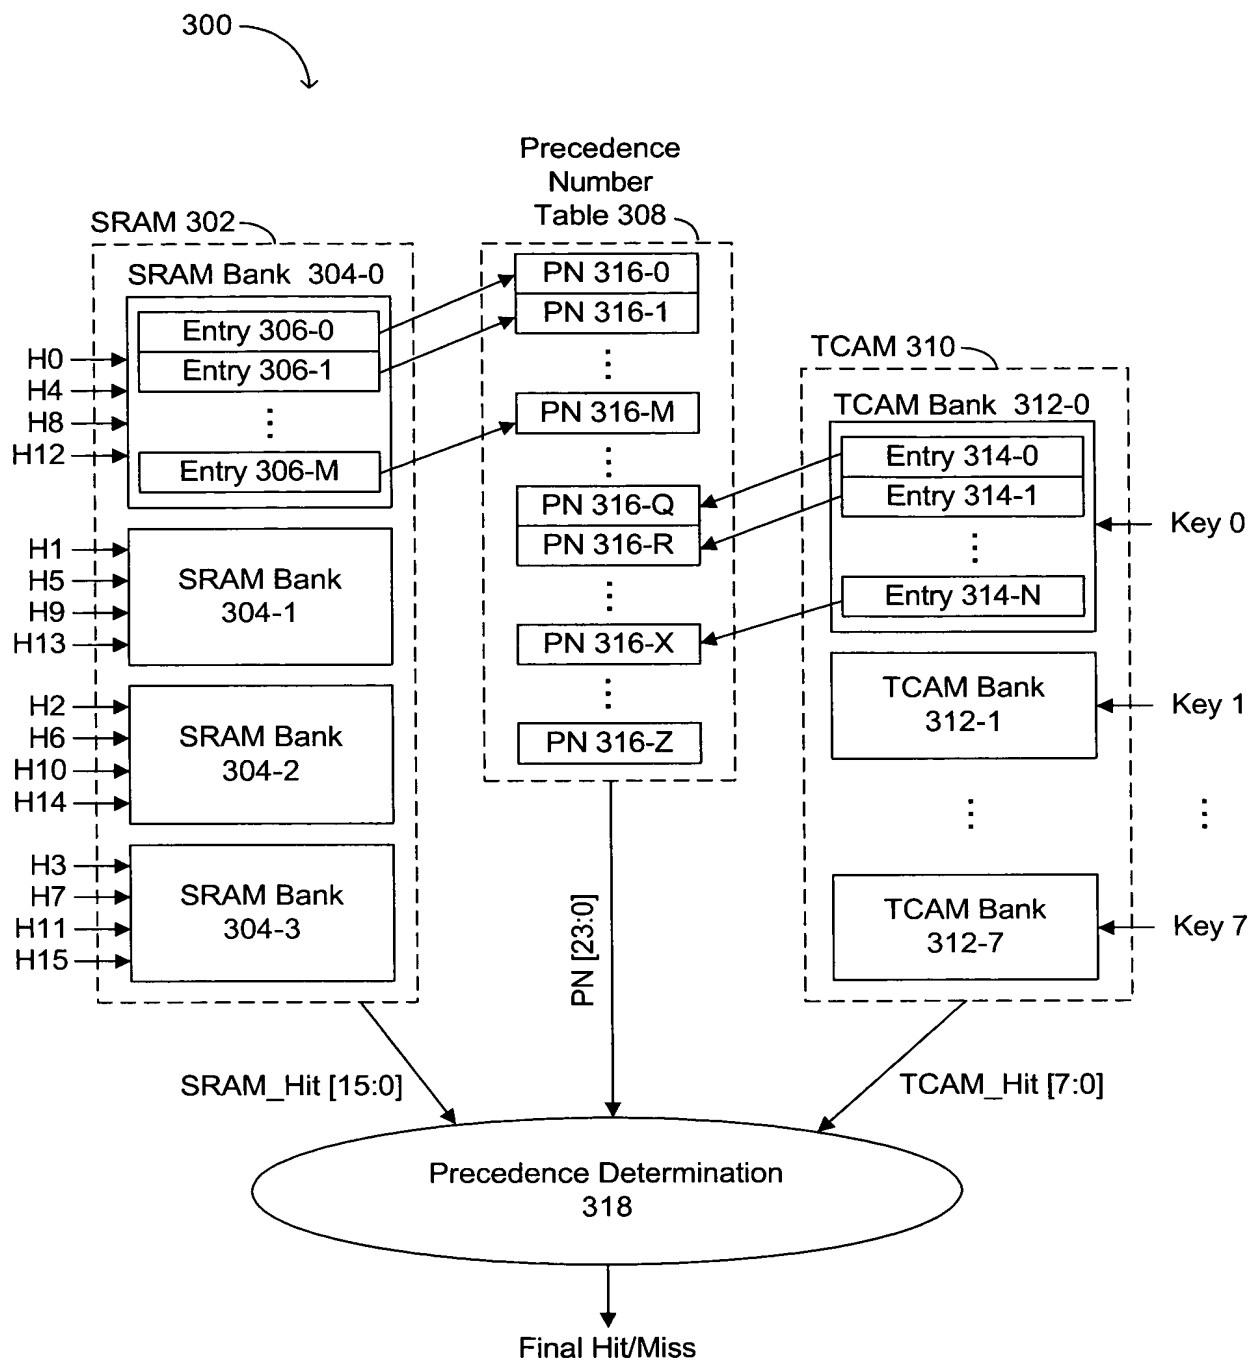 300
Precedence
Number
Table 308
SRAM 302
SRAM Bank 304-0
Entry 306-0
Entry 306-1
⋮
Entry 306-M
H0
H4
H8
H12
SRAM Bank
304-1
H1
H5
H9
H13
SRAM Bank
304-2
H2
H6
H10
H14
SRAM Bank
304-3
H3
H7
H11
H15
PN 316-0
PN 316-1
⋮
PN 316-M
⋮
PN 316-Q
PN 316-R
⋮
PN 316-X
⋮
PN 316-Z
TCAM 310
TCAM Bank 312-0
Entry 314-0
Entry 314-1
⋮
Entry 314-N
Key 0
TCAM Bank
312-1
Key 1
⋮
⋮
TCAM Bank
312-7
Key 7
SRAM_Hit [15:0]
PN [23:0]
TCAM_Hit [7:0]
Precedence Determination
318
Final Hit/Miss